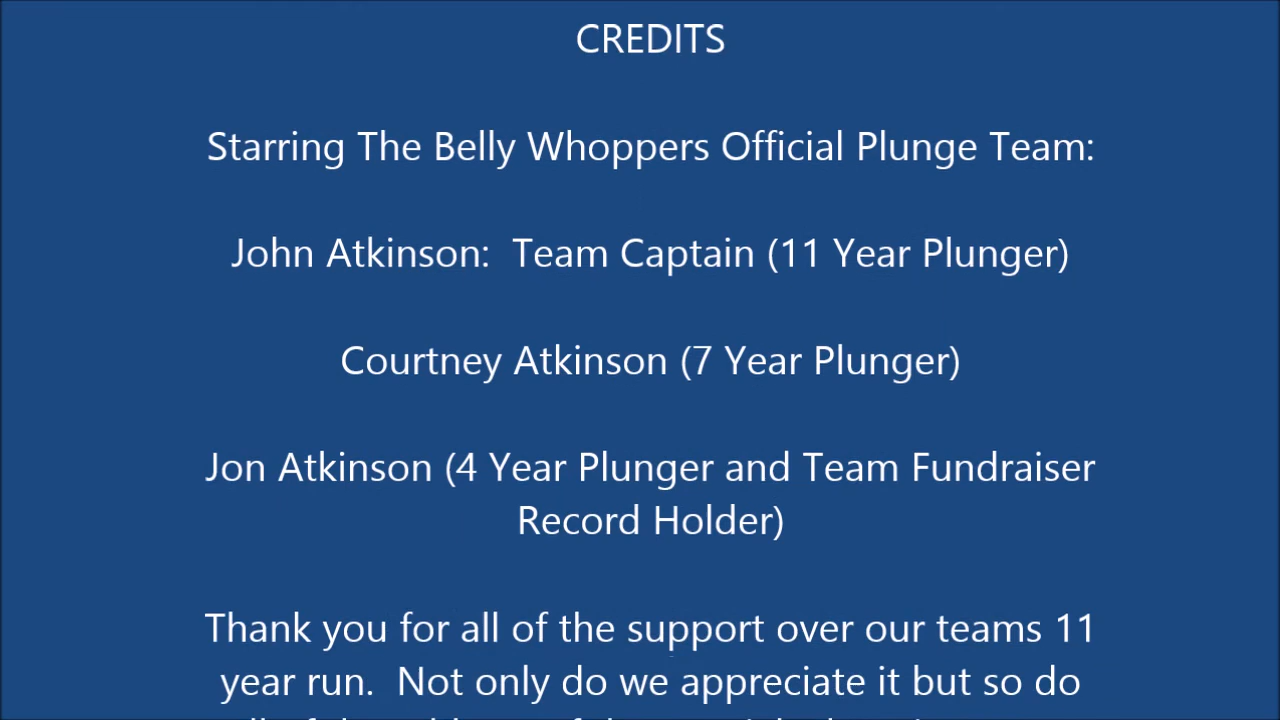 CREDITS
Starring The Belly Whoppers Official Plunge Team:
John Atkinson:  Team Captain (11 Year Plunger)
Courtney Atkinson (7 Year Plunger)
Jon Atkinson (4 Year Plunger and Team Fundraiser
Record Holder)
Thank you for all of the support over our teams 11
year run.  Not only do we appreciate it but so do